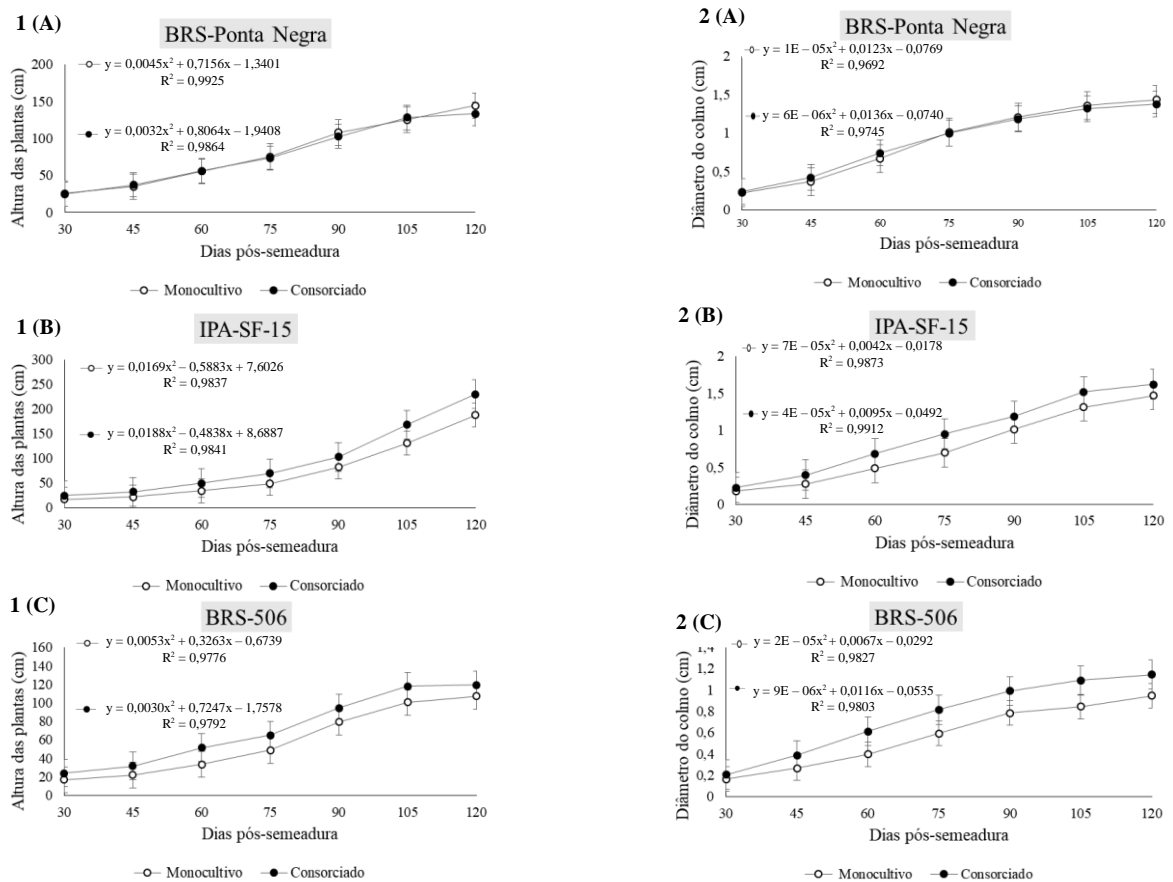 1 (A)
BRS-Ponta Negra
y = 0,0045x² + 0,7156x – 1,3401
R² = 0,9925
y = 0,0032x² + 0,8064x – 1,9408
R² = 0,9864
Altura das plantas (cm)
200
150
100
50
0
30 45 60 75 90 105 120
Dias pós-semeadura
Monocultivo Consorciado
2 (A)
BRS-Ponta Negra
y = 1E – 05x² + 0,0123x – 0,0769
R² = 0,9692
y = 6E – 06x² + 0,0136x – 0,0740
R² = 0,9745
Diâmetro do colmo (cm)
2
1,5
1
0,5
0
30 45 60 75 90 105 120
Dias pós-semeadura
Monocultivo Consorciado
1 (B)
IPA-SF-15
y = 0,0169x² – 0,5883x + 7,6026
R² = 0,9837
y = 0,0188x² – 0,4838x + 8,6887
R² = 0,9841
Altura das plantas (cm)
300
250
200
150
100
50
0
30 45 60 75 90 105 120
Dias pós-semeadura
Monocultivo Consorciado
2 (B)
IPA-SF-15
y = 7E – 05x² + 0,0042x – 0,0178
R² = 0,9873
y = 4E – 05x² + 0,0095x – 0,0492
R² = 0,9912
Diâmetro do colmo (cm)
2
1,5
1
0,5
0
30 45 60 75 90 105 120
Dias pós-semeadura
Monocultivo Consorciado
1 (C)
BRS-506
y = 0,0053x² + 0,3263x – 0,6739
R² = 0,9776
y = 0,0030x² + 0,7247x – 1,7578
R² = 0,9792
Altura das plantas (cm)
160
140
120
100
80
60
40
20
0
30 45 60 75 90 105 120
Dias pós-semeadura
Monocultivo Consorciado
2 (C)
BRS-506
y = 2E – 05x² + 0,0067x – 0,0292
R² = 0,9827
y = 9E – 06x² + 0,0116x – 0,0535
R² = 0,9803
Diâmetro do colmo (cm)
1,4
1,2
1
0,8
0,6
0,4
0,2
0
30 45 60 75 90 105 120
Dias pós-semeadura
Monocultivo Consorciado